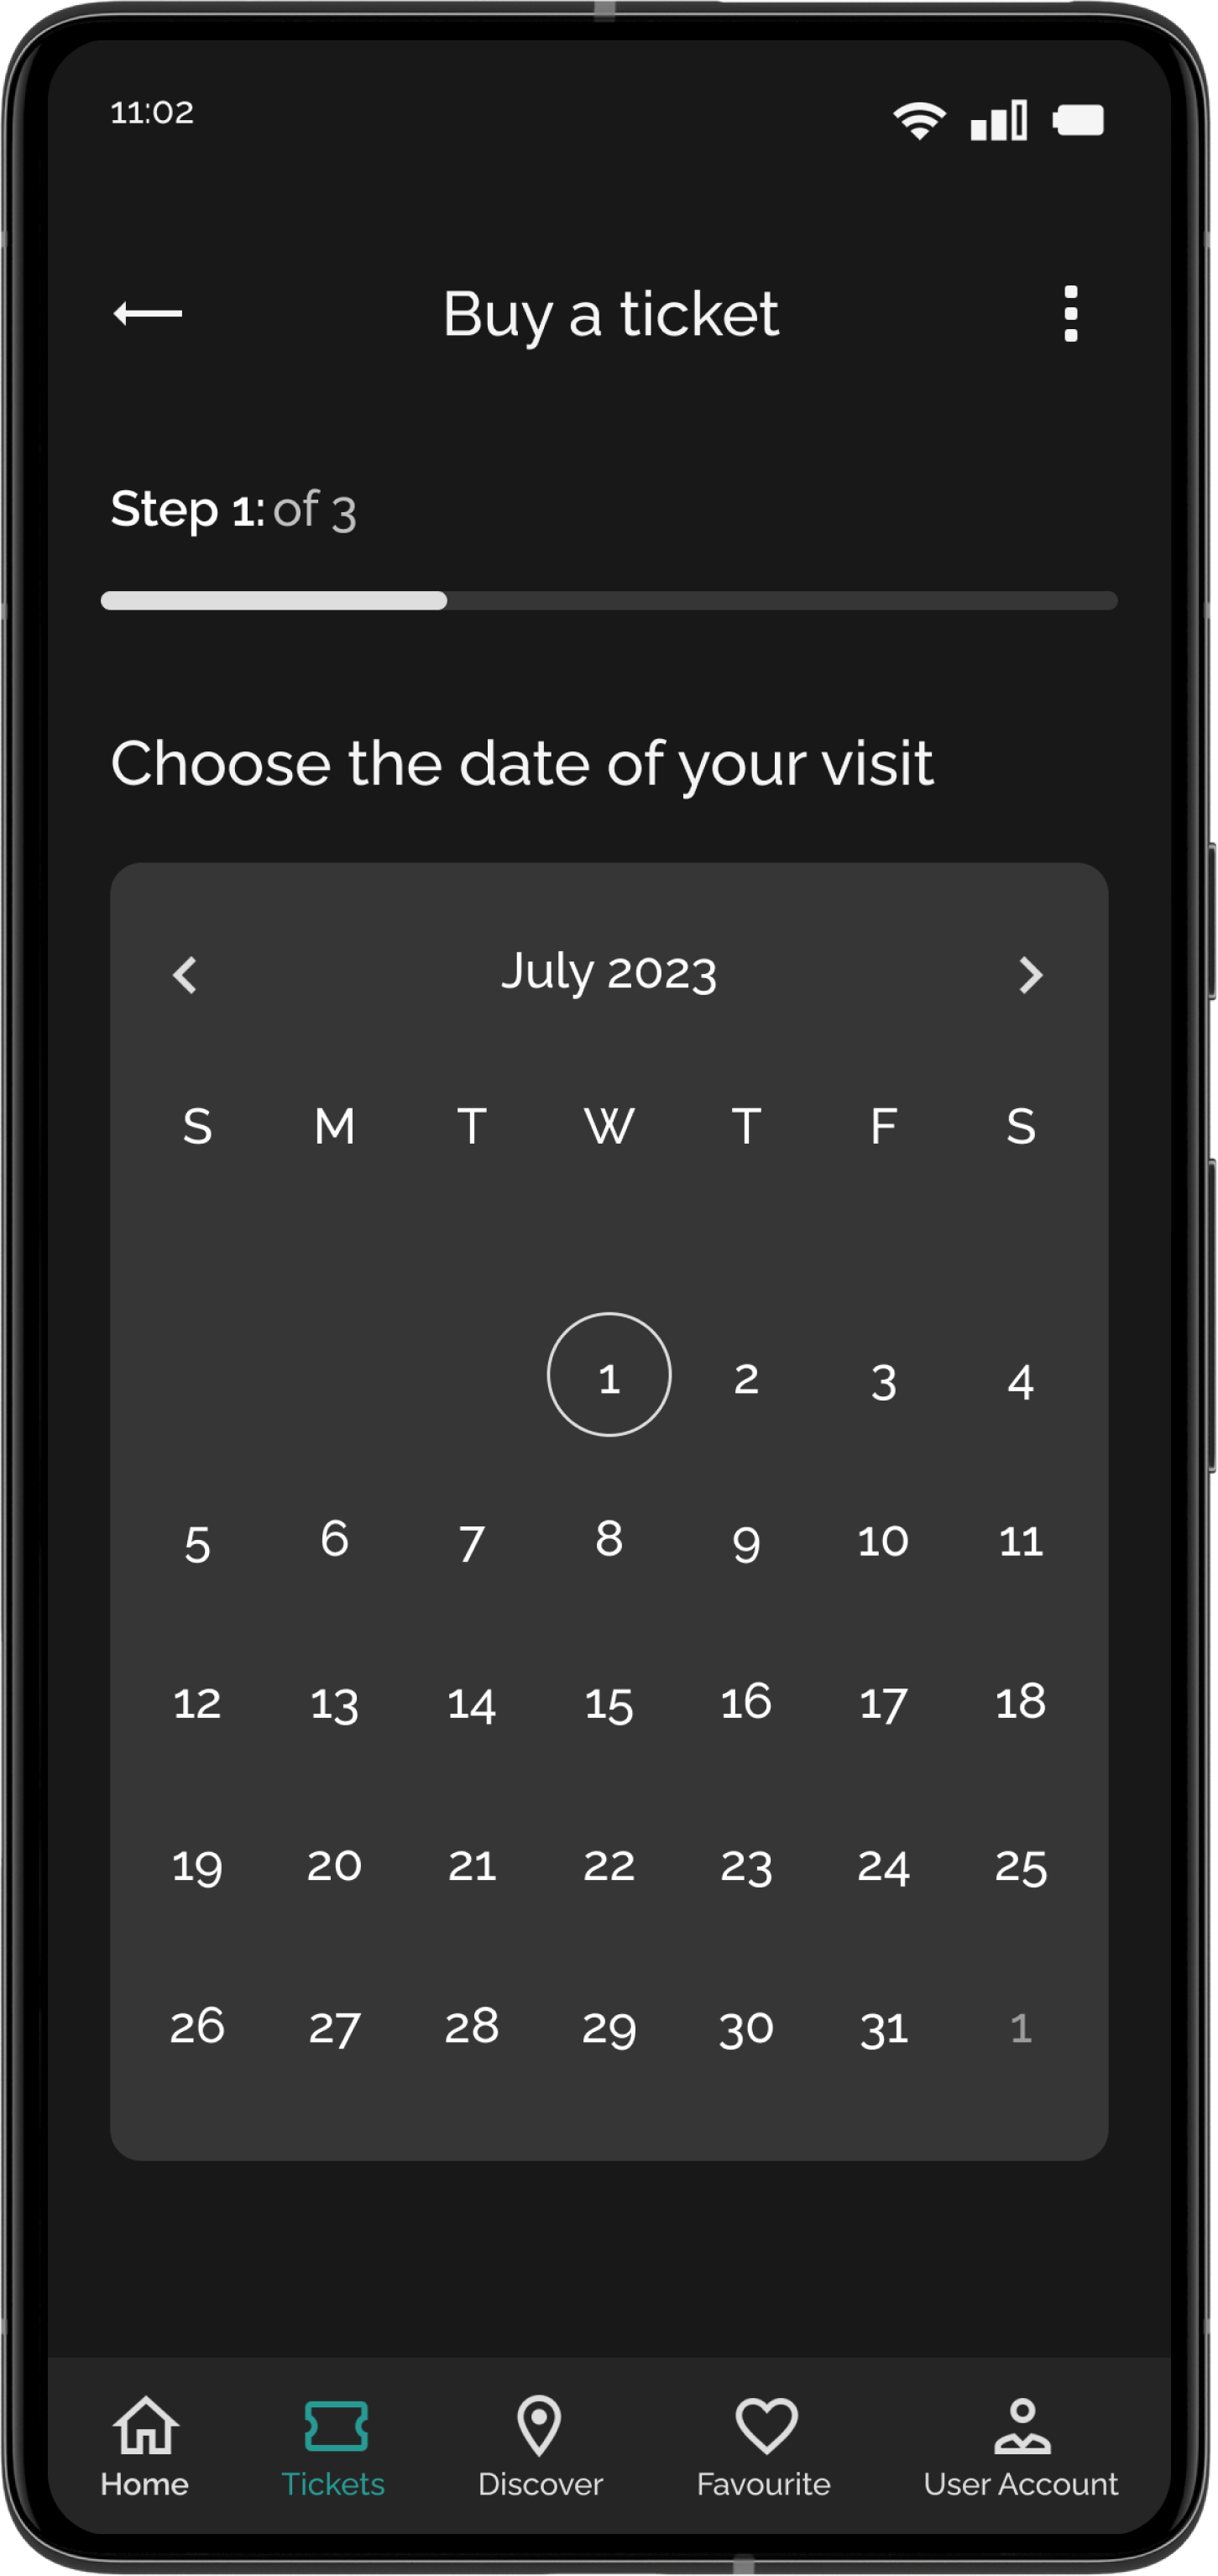 11:02
Buy a ticket
Step 1: of 3
Choose the date of your visit
July 2023
S M T W T F S
1 2 3 4
5 6 7 8 9 10 11
12 13 14 15 16 17 18
19 20 21 22 23 24 25
26 27 28 29 30 31 1
Home Tickets Discover Favourite User Account